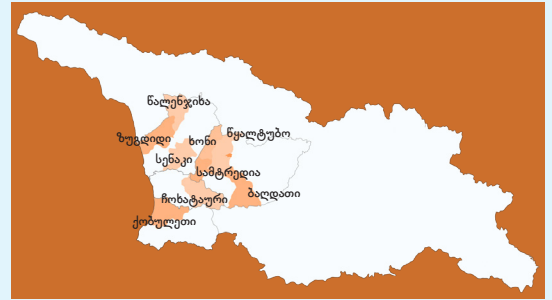 წალენჯიხა
ზუგდიდი
ხონი
წყალტუბო
სენაკი
სამტრედია
ჩოხატაური
ბაღდათი
ქობულეთი